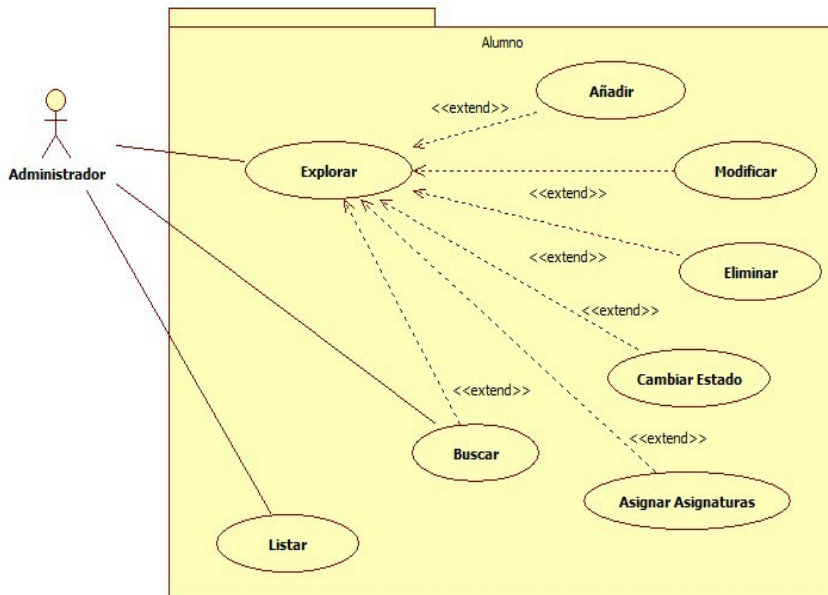 Alumno
Añadir
<<extend>>
Administrador
Explorar
Modificar
<<extend>>
<<extend>>
Eliminar
<<extend>>
Cambiar Estado
<<extend>>
<<extend>>
Buscar
Asignar Asignaturas
Listar